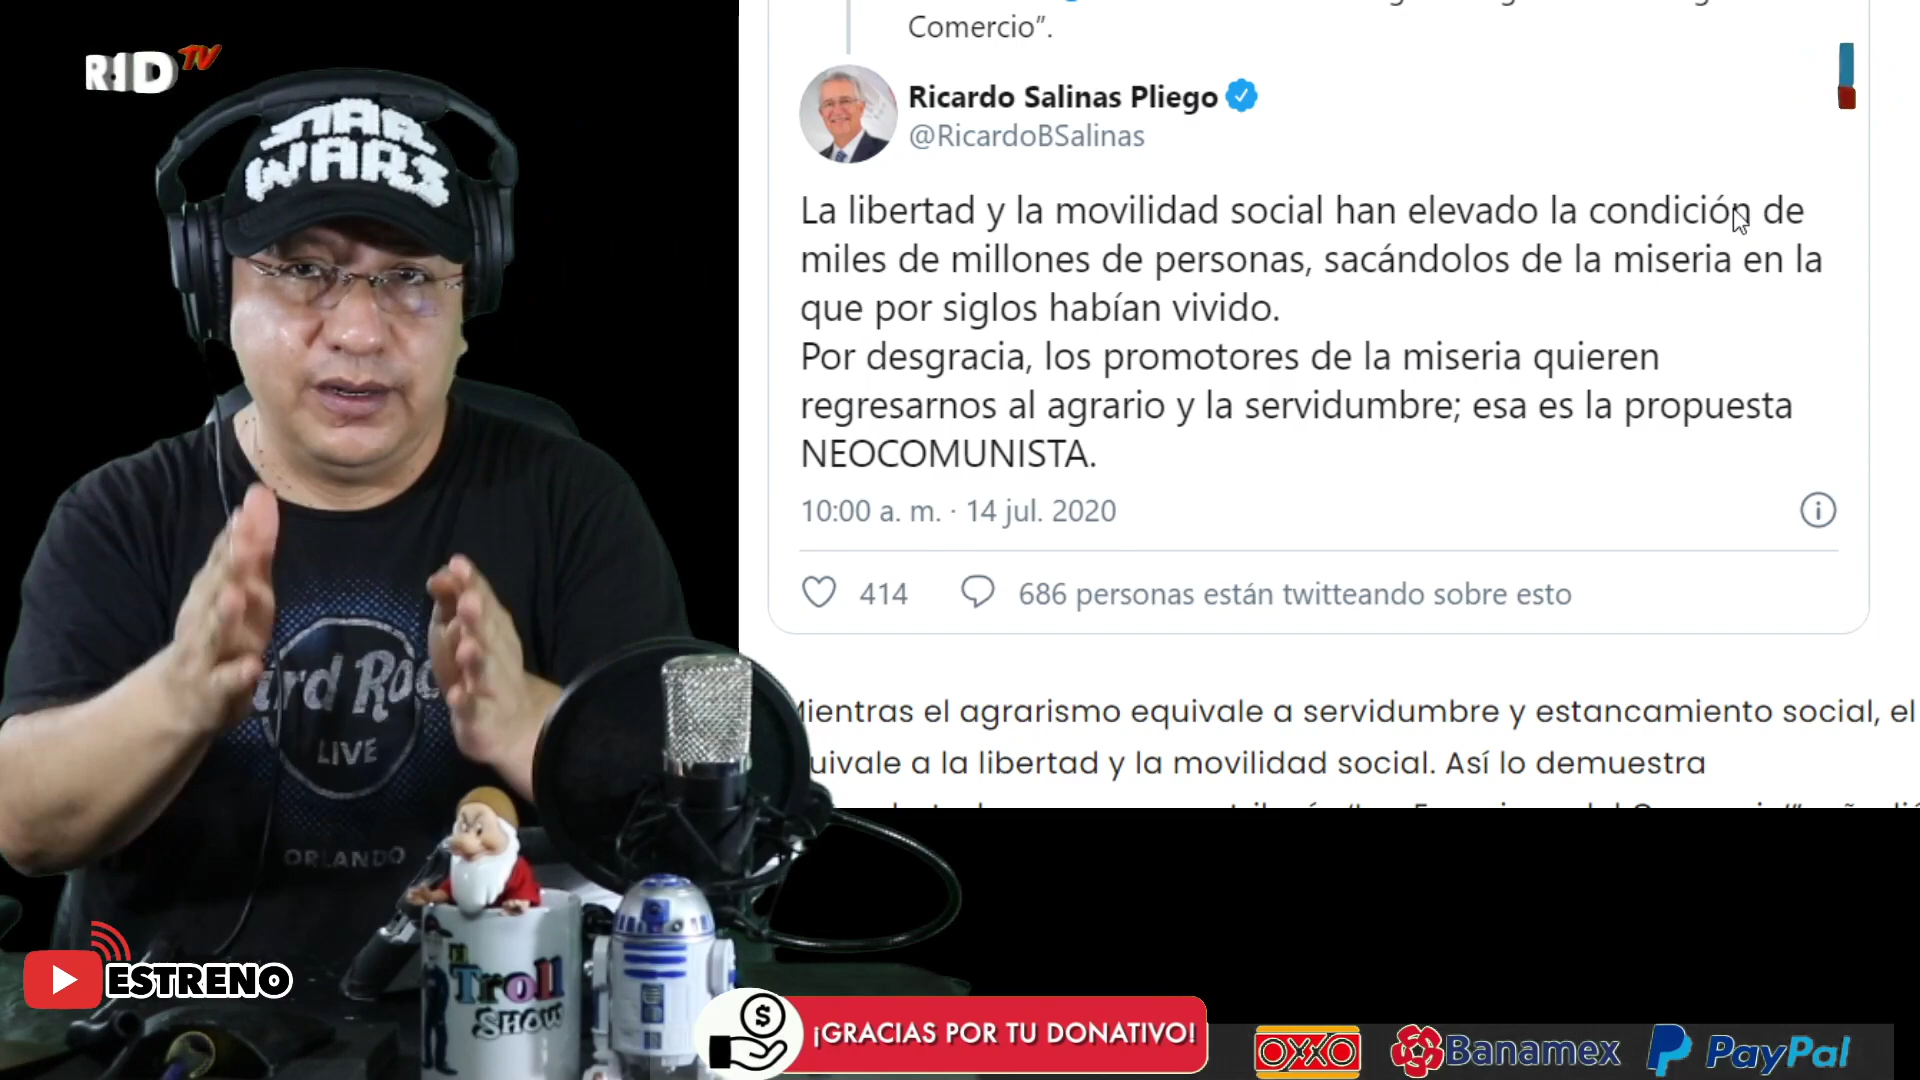 RID TV
Comercio”.
Ricardo Salinas Pliego
@RicardoBSalinas
La libertad y la movilidad social han elevado la condición de
miles de millones de personas, sacándolos de la miseria en la
que por siglos habían vivido.
Por desgracia, los promotores de la miseria quieren
regresarnos al agrario y la servidumbre; esa es la propuesta
NEOCOMUNISTA.
10:00 a. m. · 14 jul. 2020
414
686 personas están twitteando sobre esto
Mientras el agrarismo equivale a servidumbre y estancamiento social, el
a la libertad y la movilidad social. Así lo demuestra
STAR
WARS
Rock
LIVE
ORLANDO
El
Troll
SHOW
ESTRENO
¡GRACIAS POR TU DONATIVO!
OXXO
Banamex
PayPal